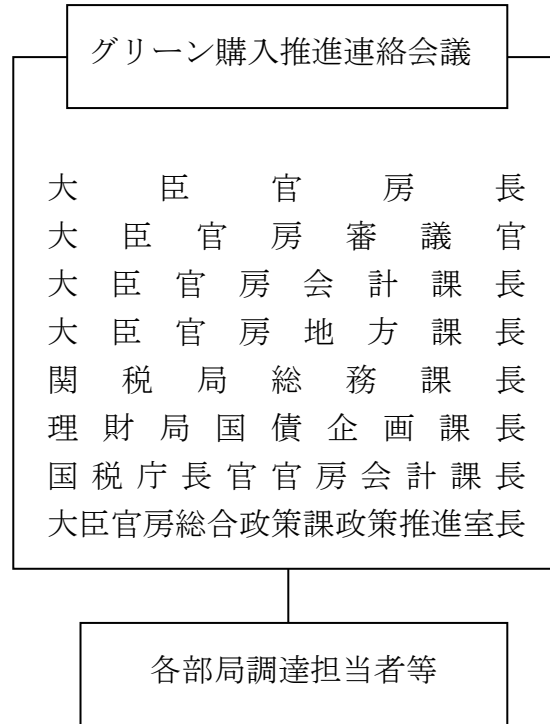 グリーン購入推進連絡会議
大臣官房長
大臣官房審議官
大臣官房会計課長
大臣官房地方課長
関税局総務課長
理財局国債企画課長
国税庁長官官房会計課長
大臣官房総合政策課政策推進室長
各部局調達担当者等